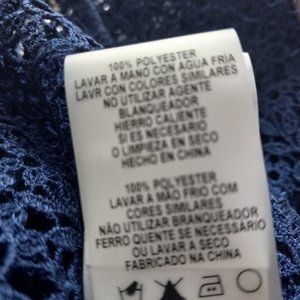 100% POLYESTER
LAVAR A MANO CON AGUA FRIA
LAVR CON COLORES SIMILARES
NO UTILIZAR AGENTE
BLANQUEADOR
HIERRO CALIENTE
SI ES NECESARIO
O LIMPIEZA EN SECO
HECHO EN CHINA
100% POLYESTER
LAVAR A MÃO FRIO COM
CORES SIMILARES
NÃO UTILIZAR BRANQUEADOR
FERRO QUENTE SE NECESSARIO
OU LAVAR A SECO
FABRICADO NA CHINA